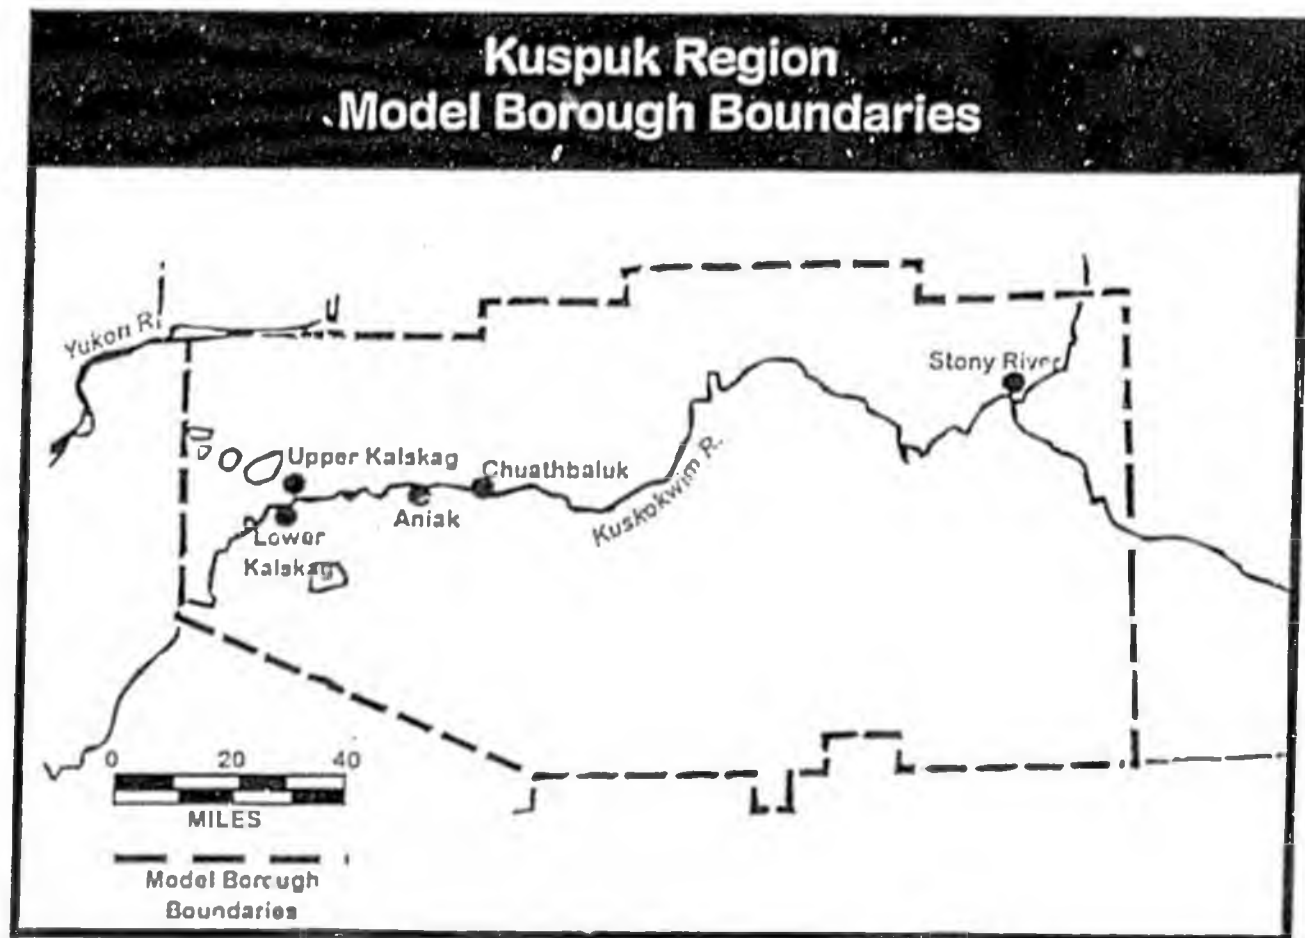 Kuspuk Region
Model Borough Boundaries
Yukon R.
Stony River
Upper Kalskag
Chuathbaluk
Kuskokwim R.
Aniak
Lower
Kalskag
0 20 40
MILES
Model Borough
Boundaries